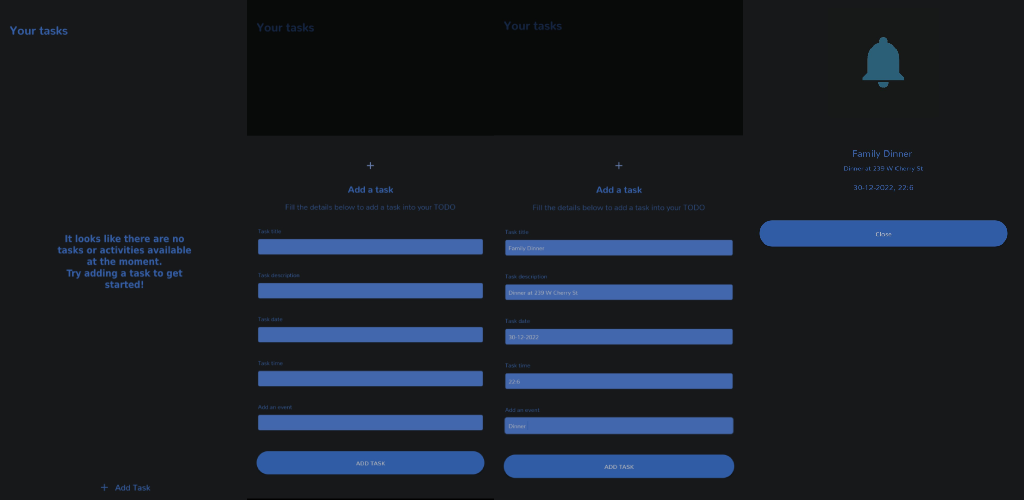 Your tasks
It looks like there are no
tasks or activities available
at the moment.
Try adding a task to get
started!
+ Add Task
Your tasks
+
Add a task
Fill the details below to add a task into your TODO
Task title
Task description
Task date
Task time
Add an event
ADD TASK
Your tasks
+
Add a task
Fill the details below to add a task into your TODO
Task title
Family Dinner
Task description
Dinner at 239 W Cherry St
Task date
30-12-2022
Task time
22:6
Add an event
Dinner
ADD TASK
Family Dinner
Dinner at 239 W Cherry St
30-12-2022, 22:6
Close